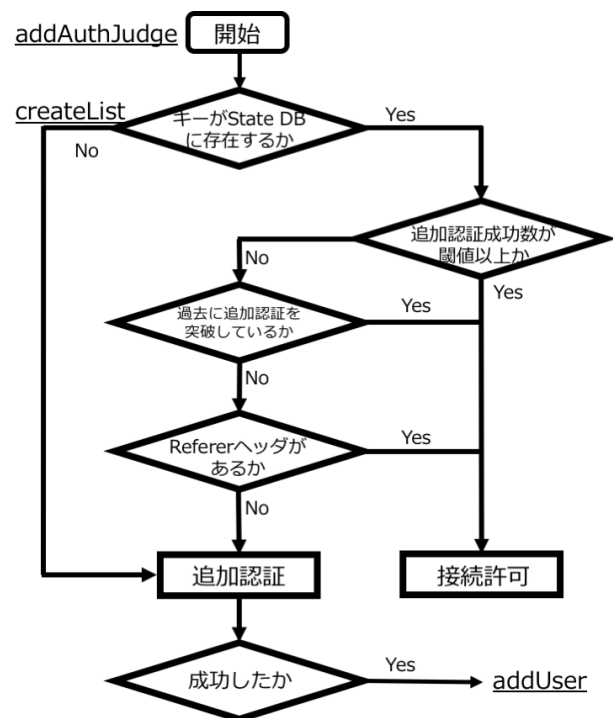 addAuthJudge
開始
createList
キーがState DB
に存在するか
Yes
No
追加認証成功数が
閾値以上か
No
Yes
過去に追加認証を
突破しているか
Yes
No
Refererヘッダが
あるか
Yes
No
追加認証
接続許可
成功したか
Yes
addUser